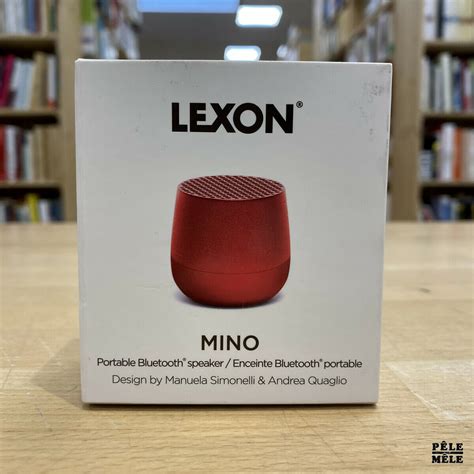 LEXON®
MINO
Portable Bluetooth® speaker / Enceinte Bluetooth® portable
Design by Manuela Simonelli & Andrea Quaglio
PÊLE
MÊLE